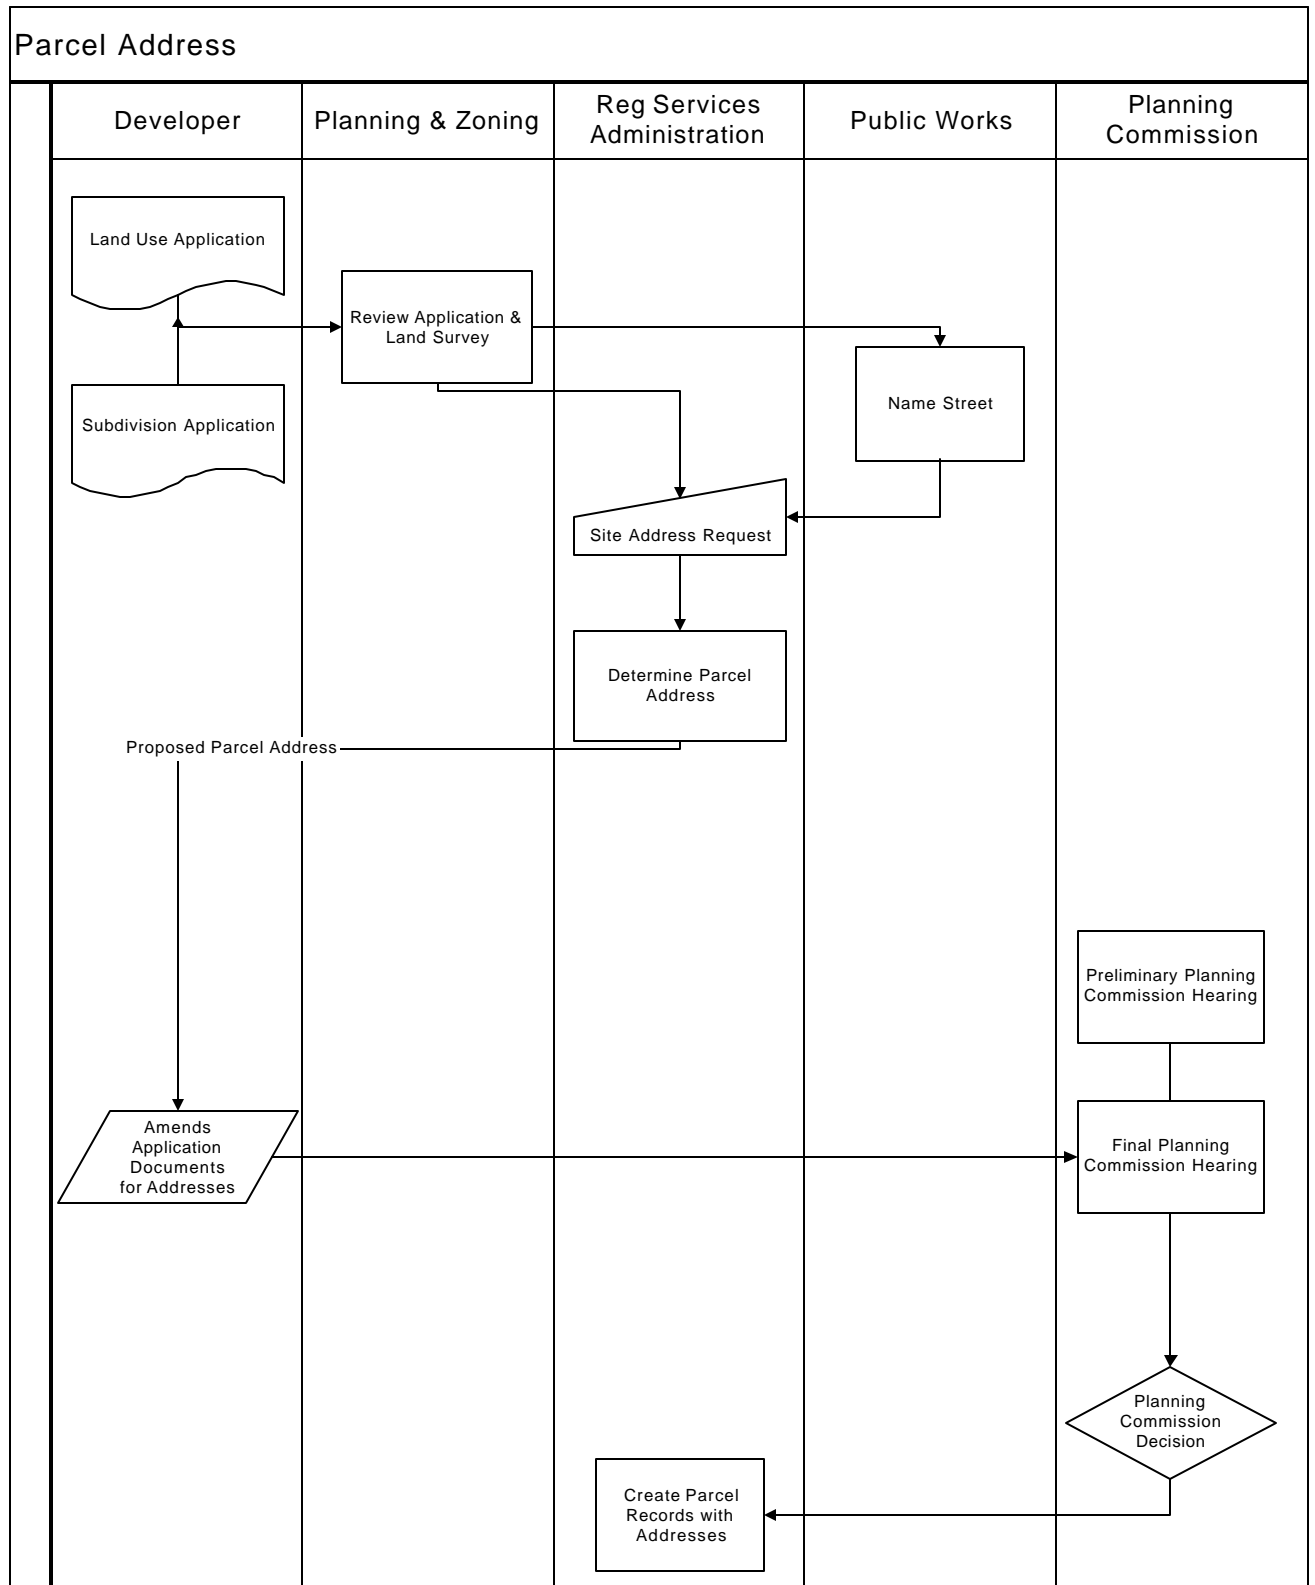 Parcel Address
Developer
Planning & Zoning
Reg Services
Administration
Public Works
Planning
Commission
Land Use Application
Review Application &
Land Survey
Name Street
Subdivision Application
Site Address Request
Determine Parcel
Address
Proposed Parcel Address
Preliminary Planning
Commission Hearing
Amends
Application
Documents
for Addresses
Final Planning
Commission Hearing
Planning
Commission
Decision
Create Parcel
Records with
Addresses